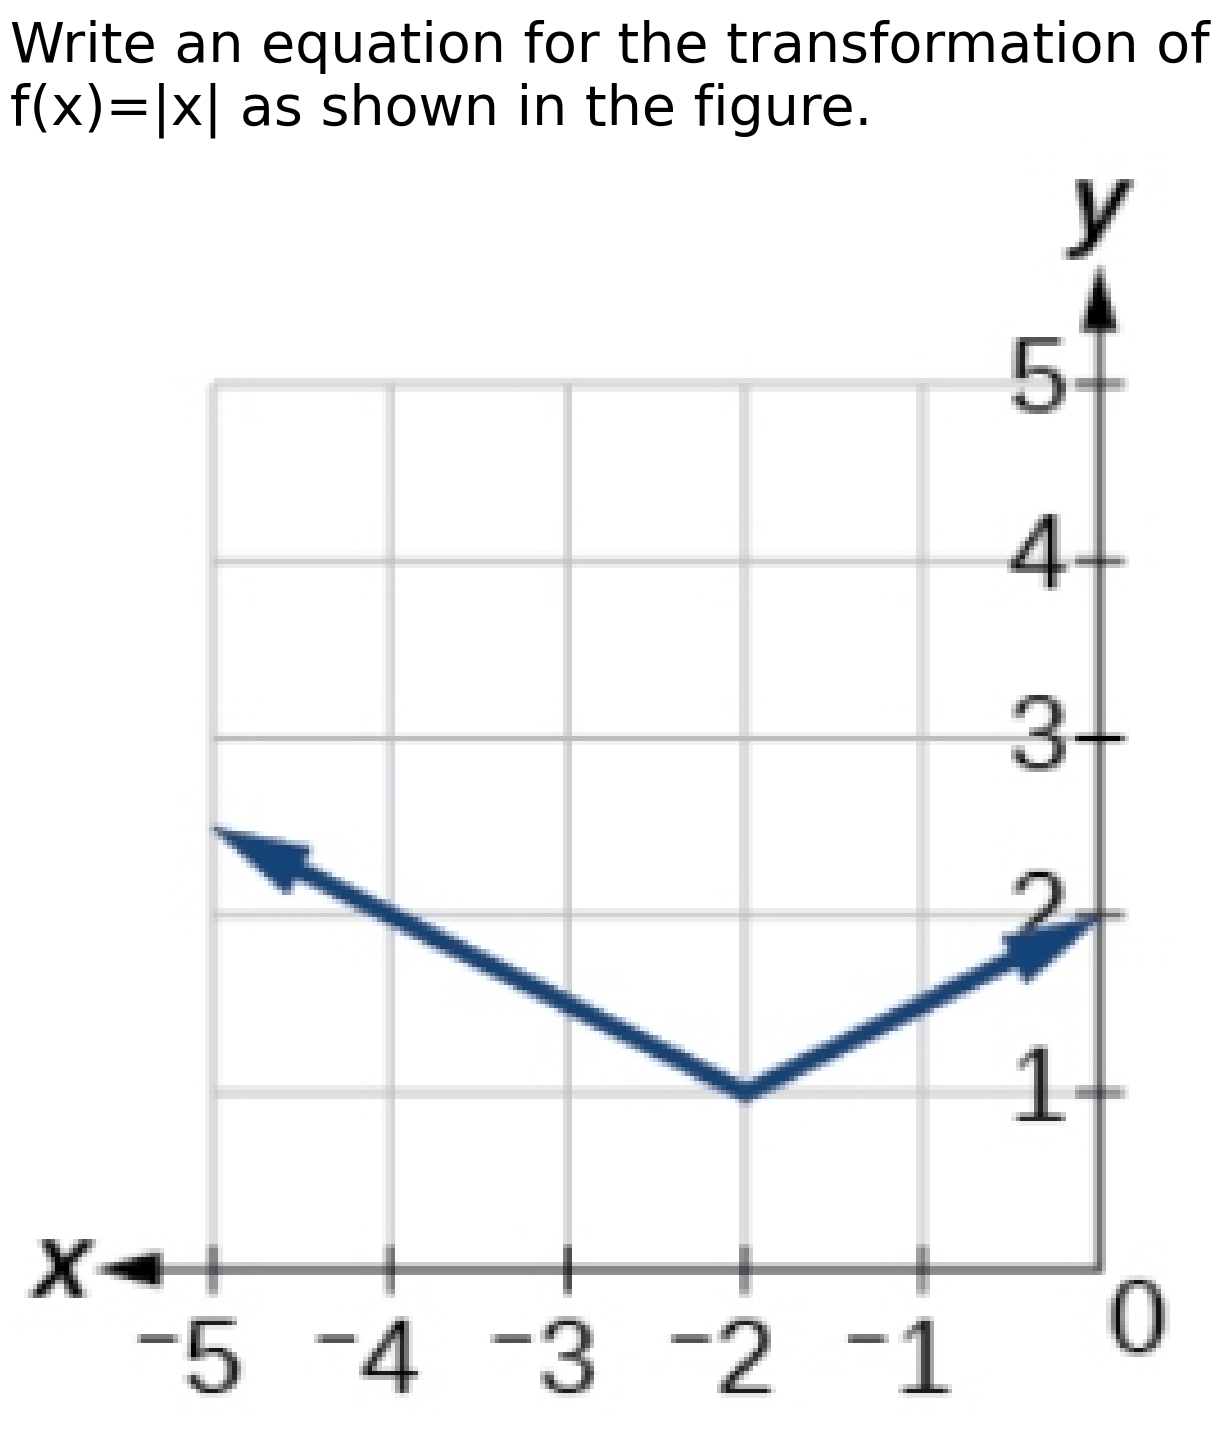 Write an equation for the transformation of
f(x)=|x| as shown in the figure.
y
5
4
3
2
1
x
-5 -4 -3 -2 -1 0